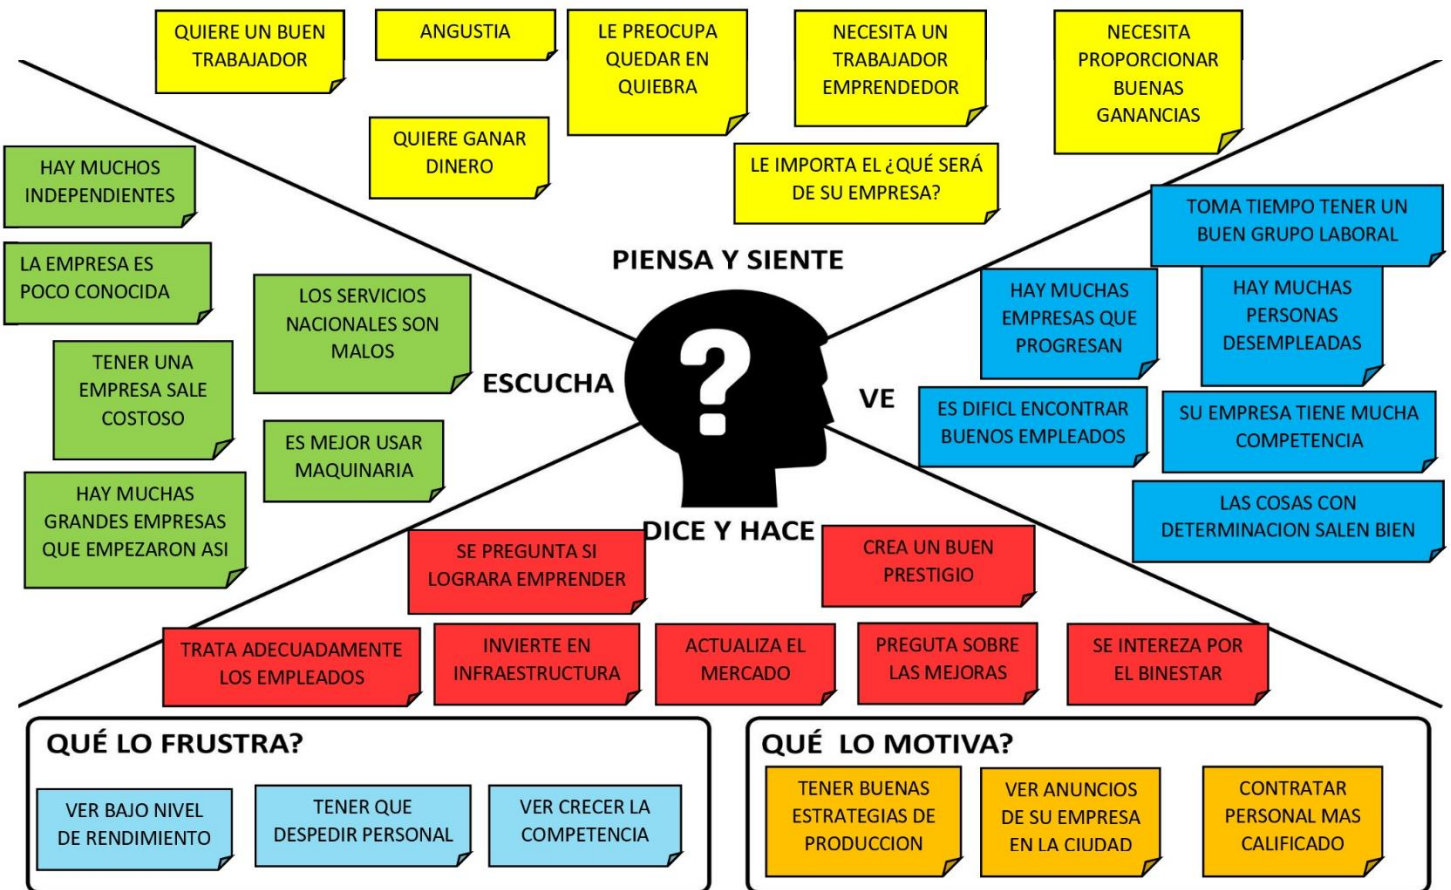 QUIERE UN BUEN
TRABAJADOR
ANGUSTIA
LE PREOCUPA
QUEDAR EN
QUIEBRA
NECESITA UN
TRABAJADOR
EMPRENDEDOR
NECESITA
PROPORCIONAR
BUENAS
GANANCIAS
QUIERE GANAR
DINERO
LE IMPORTA EL ¿QUÉ SERÁ
DE SU EMPRESA?
PIENSA Y SIENTE
HAY MUCHOS
INDEPENDIENTES
LA EMPRESA ES
POCO CONOCIDA
LOS SERVICIOS
NACIONALES SON
MALOS
TENER UNA
EMPRESA SALE
COSTOSO
ES MEJOR USAR
MAQUINARIA
HAY MUCHAS
GRANDES EMPRESAS
QUE EMPEZARON ASI
ESCUCHA
?
VE
TOMA TIEMPO TENER UN
BUEN GRUPO LABORAL
HAY MUCHAS
EMPRESAS QUE
PROGRESAN
HAY MUCHAS
PERSONAS
DESEMPLEADAS
ES DIFICL ENCONTRAR
BUENOS EMPLEADOS
SU EMPRESA TIENE MUCHA
COMPETENCIA
LAS COSAS CON
DETERMINACION SALEN BIEN
DICE Y HACE
SE PREGUNTA SI
LOGRARA EMPRENDER
CREA UN BUEN
PRESTIGIO
TRATA ADECUADAMENTE
LOS EMPLEADOS
INVIERTE EN
INFRAESTRUCTURA
ACTUALIZA EL
MERCADO
PREGUTA SOBRE
LAS MEJORAS
SE INTEREZA POR
EL BINESTAR
QUÉ LO FRUSTRA?
VER BAJO NIVEL
DE RENDIMIENTO
TENER QUE
DESPEDIR PERSONAL
VER CRECER LA
COMPETENCIA
QUÉ LO MOTIVA?
TENER BUENAS
ESTRATEGIAS DE
PRODUCCION
VER ANUNCIOS
DE SU EMPRESA
EN LA CIUDAD
CONTRATAR
PERSONAL MAS
CALIFICADO